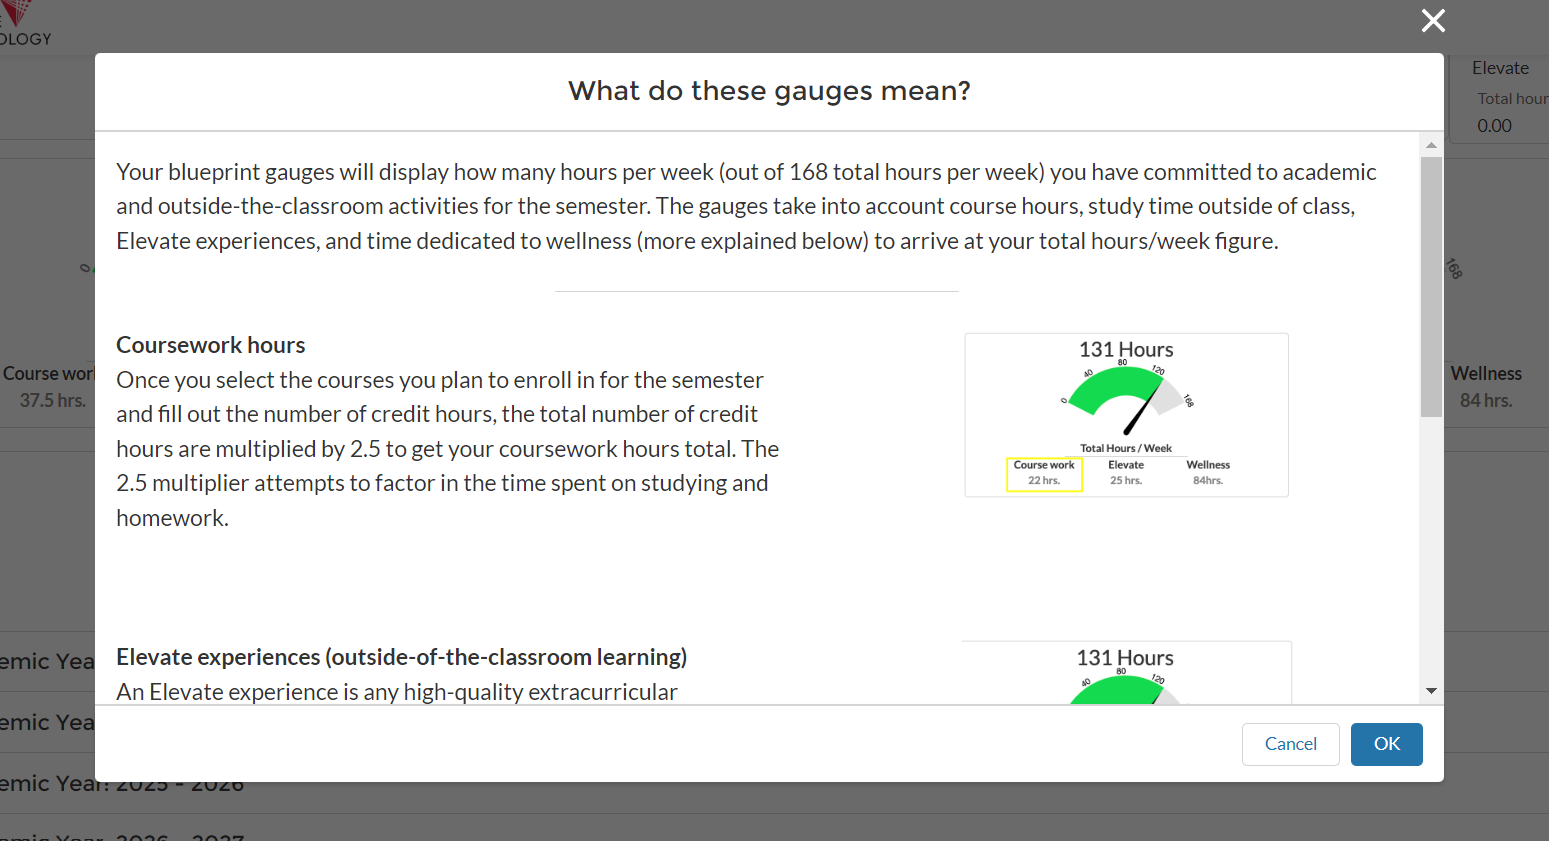 OLOGY
What do these gauges mean?
Elevate
Total hour
0.00
Your blueprint gauges will display how many hours per week (out of 168 total hours per week) you have committed to academic
and outside-the-classroom activities for the semester. The gauges take into account course hours, study time outside of class,
Elevate experiences, and time dedicated to wellness (more explained below) to arrive at your total hours/week figure.
0
168
Coursework hours
Once you select the courses you plan to enroll in for the semester
and fill out the number of credit hours, the total number of credit
hours are multiplied by 2.5 to get your coursework hours total. The
2.5 multiplier attempts to factor in the time spent on studying and
homework.
131 Hours
0
40
80
120
168
Total Hours / Week
Course work Elevate Wellness
22 hrs. 25 hrs. 84hrs.
Course worl
37.5 hrs.
Wellness
84 hrs.
Elevate experiences (outside-of-the-classroom learning)
An Elevate experience is any high-quality extracurricular
131 Hours
40
80
120
emic Yea
emic Yea
Cancel
OK
emic Year: 2025 - 2026
emic Year: 2026 - 2027